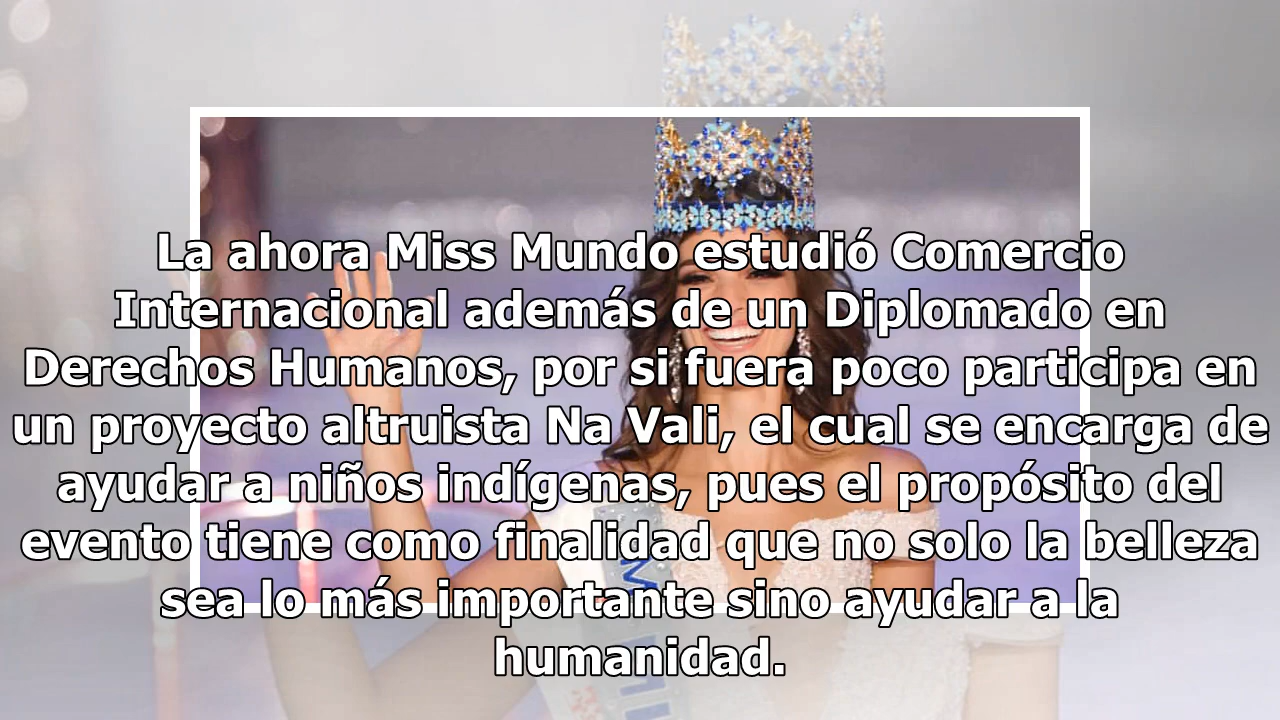 La ahora Miss Mundo estudió Comercio
Internacional además de un Diplomado en
Derechos Humanos, por si fuera poco participa en
un proyecto altruista Na Vali, el cual se encarga de
ayudar a niños indígenas, pues el propósito del
evento tiene como finalidad que no solo la belleza
sea lo más importante sino ayudar a la
humanidad.